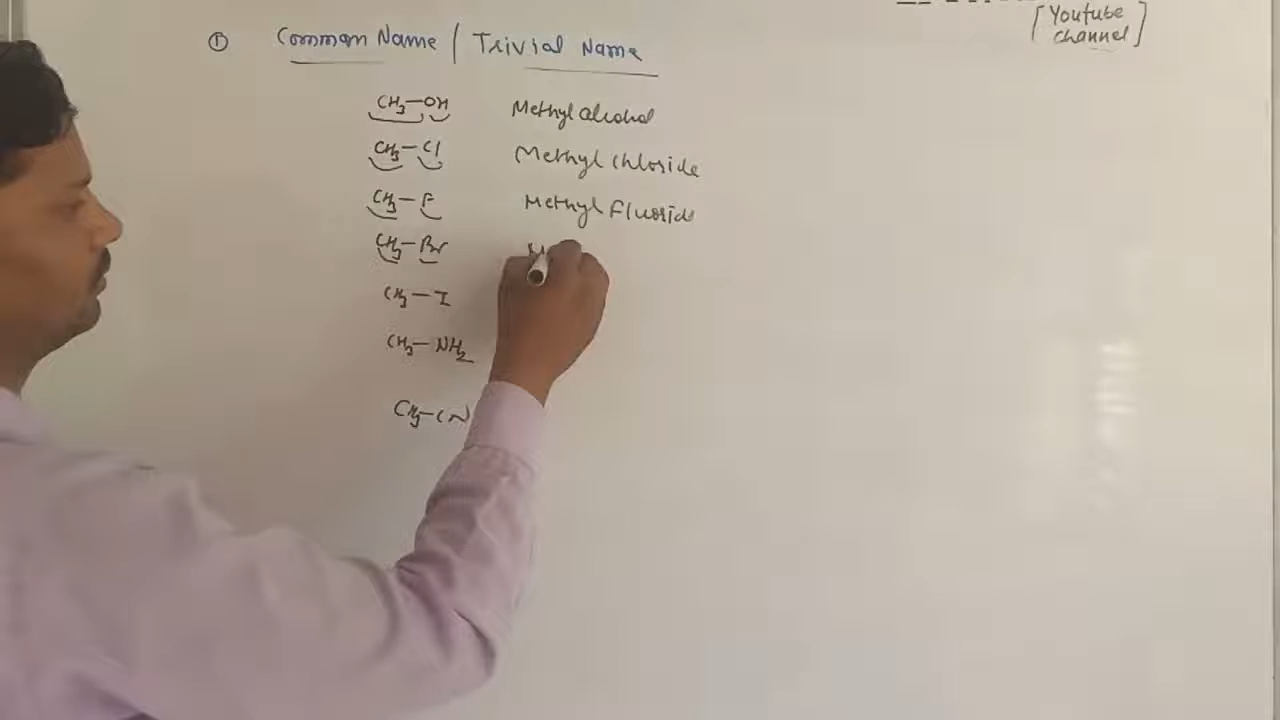 [Youtube
channel]
① Common Name / Trivial Name
CH₃—OH Methyl alcohol
CH₃—Cl Methyl chloride
CH₃—F Methyl Fluoride
CH₃—Br M
CH₃—I
CH₃—NH₂
CH₃—CN